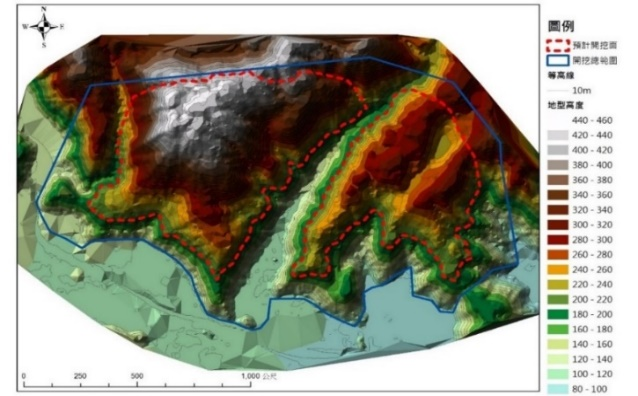 N
W E
S
圖例
預計開挖面
開挖總範圍
等高線
10m
地型高度
440 - 460
420 - 440
400 - 420
380 - 400
360 - 380
340 - 360
320 - 340
300 - 320
280 - 300
260 - 280
240 - 260
220 - 240
200 - 220
180 - 200
160 - 180
140 - 160
120 - 140
100 - 120
80 - 100
0 250 500 1,000 公尺